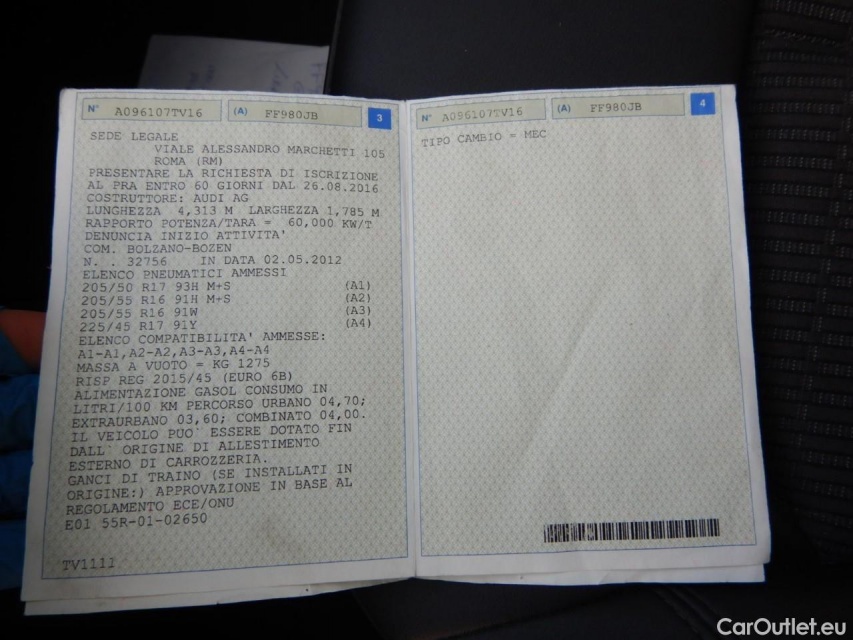 N° A096107TV16 (A) FF980JB 3
SEDE LEGALE
VIALE ALESSANDRO MARCHETTI 105
ROMA (RM)
PRESENTARE LA RICHIESTA DI ISCRIZIONE
AL PRA ENTRO 60 GIORNI DAL 26.08.2016
COSTRUTTORE: AUDI AG
LUNGHEZZA 4,313 M LARGHEZZA 1,785 M
RAPPORTO POTENZA/TARA = 60,000 KW/T
DENUNCIA INIZIO ATTIVITA'
COM. BOLZANO-BOZEN
N. . 32756 IN DATA 02.05.2012
ELENCO PNEUMATICI AMMESSI
205/50 R17 93H M+S (A1)
205/55 R16 91H M+S (A2)
205/55 R16 91W (A3)
225/45 R17 91Y (A4)
ELENCO COMPATIBILITA' AMMESSE:
A1-A1,A2-A2,A3-A3,A4-A4
MASSA A VUOTO = KG 1275
RISP REG 2015/45 (EURO 6B)
ALIMENTAZIONE GASOL CONSUMO IN
LITRI/100 KM PERCORSO URBANO 04,70;
EXTRAURBANO 03,60; COMBINATO 04,00.
IL VEICOLO PUO` ESSERE DOTATO FIN
DALL` ORIGINE DI ALLESTIMENTO
ESTERNO DI CARROZZERIA.
GANCI DI TRAINO (SE INSTALLATI IN
ORIGINE:) APPROVAZIONE IN BASE AL
REGOLAMENTO ECE/ONU
E01 55R-01-02650
TV1111
N° A096107TV16 (A) FF980JB 4
TIPO CAMBIO = MEC
CarOutlet.eu